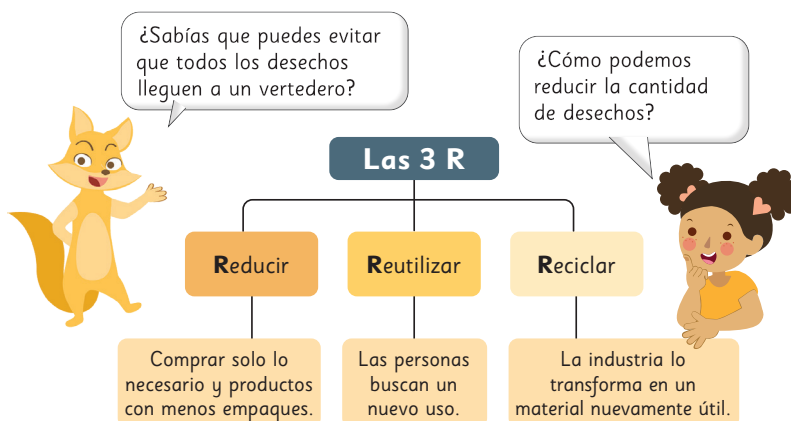 ¿Sabías que puedes evitar
que todos los desechos
lleguen a un vertedero?
¿Cómo podemos
reducir la cantidad
de desechos?
Las 3 R
Reducir
Reutilizar
Reciclar
Comprar solo lo
necesario y productos
con menos empaques.
Las personas
buscan un
nuevo uso.
La industria lo
transforma en un
material nuevamente útil.